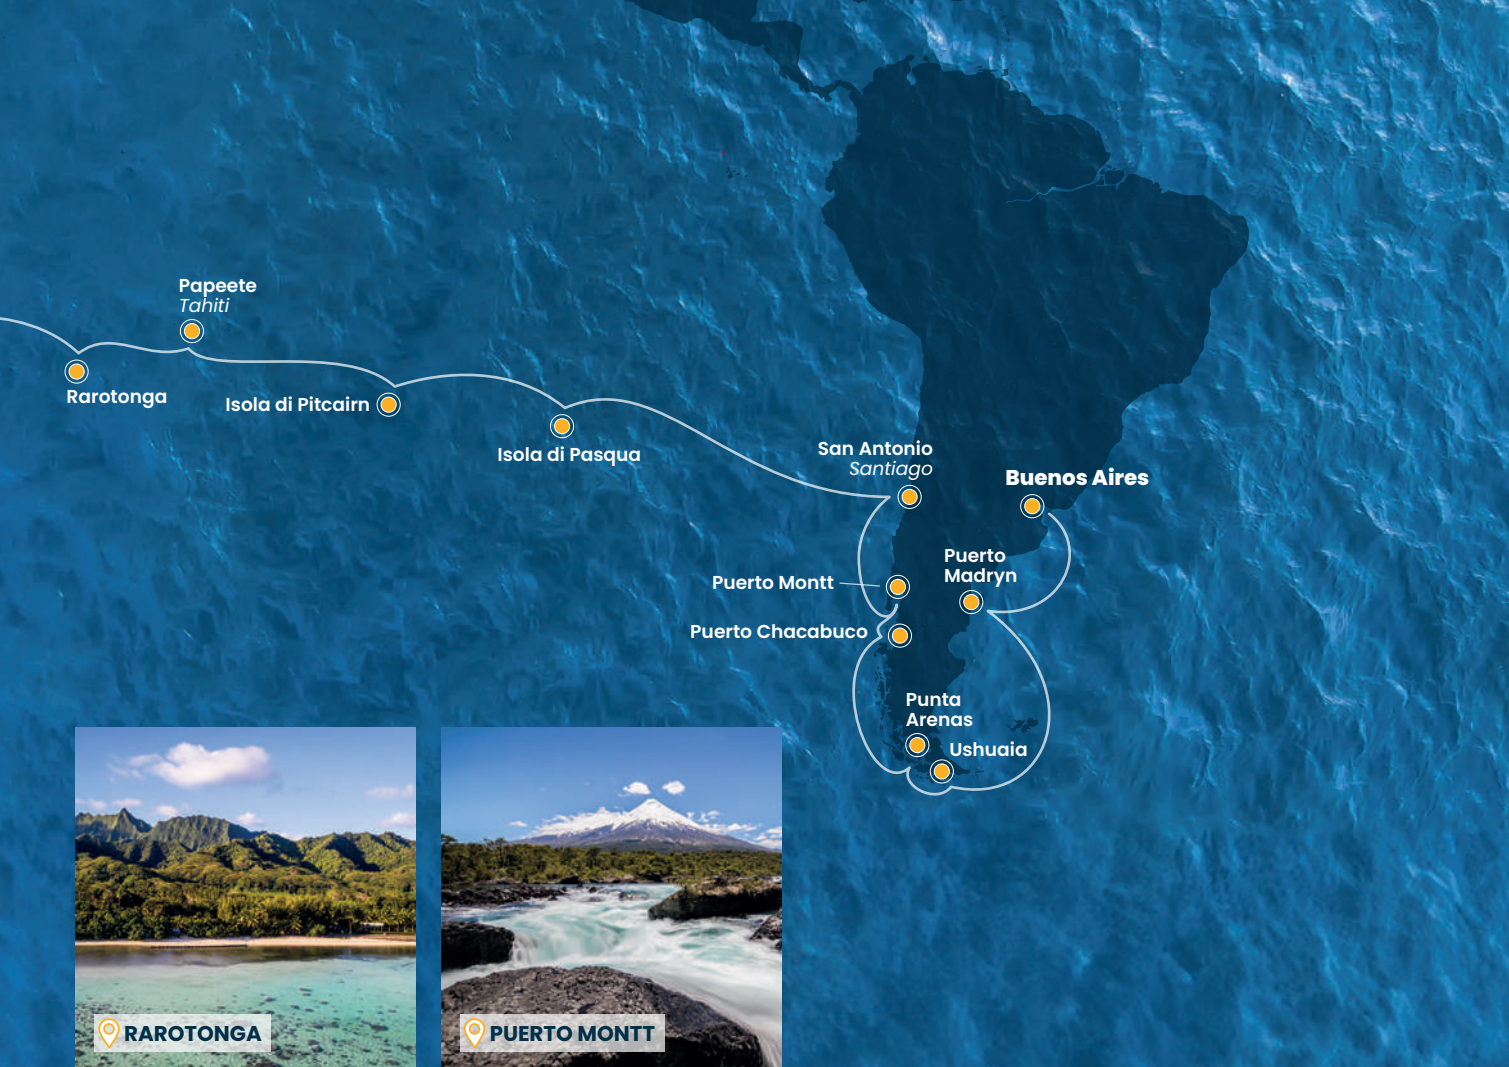 Papeete
Tahiti
Rarotonga
Isola di Pitcairn
Isola di Pasqua
San Antonio
Santiago
Buenos Aires
Puerto
Madryn
Puerto Montt
Puerto Chacabuco
Punta
Arenas
Ushuaia
RAROTONGA
PUERTO MONTT